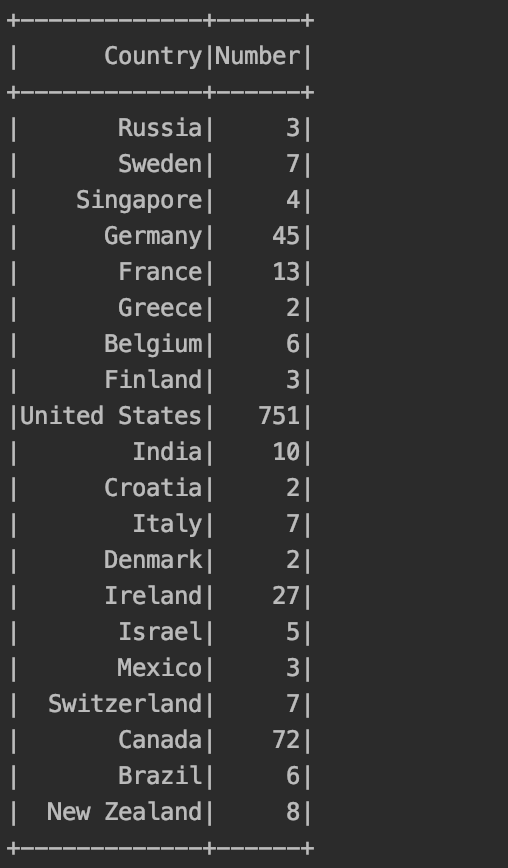 +-------------+------+
|      Country|Number|
+-------------+------+
|       Russia|     3|
|       Sweden|     7|
|    Singapore|     4|
|      Germany|    45|
|       France|    13|
|       Greece|     2|
|      Belgium|     6|
|      Finland|     3|
|United States|   751|
|        India|    10|
|      Croatia|     2|
|        Italy|     7|
|      Denmark|     2|
|      Ireland|    27|
|       Israel|     5|
|       Mexico|     3|
|  Switzerland|     7|
|       Canada|    72|
|       Brazil|     6|
|  New Zealand|     8|
+-------------+------+